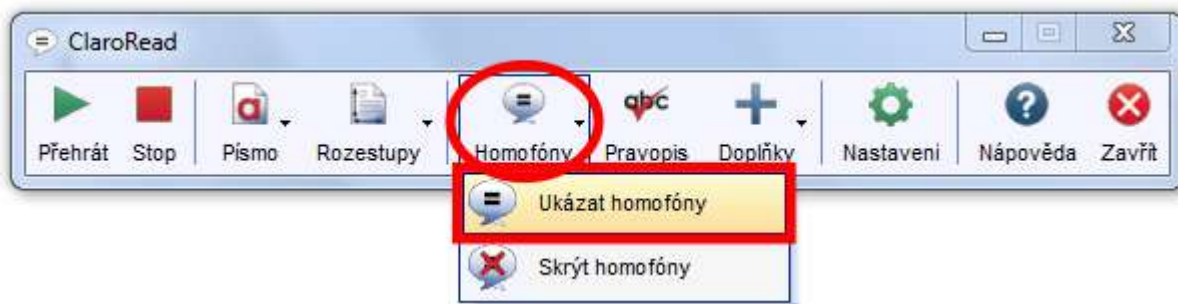 ClaroRead
Přehrát Stop Písmo Rozestupy Homofóny Pravopis Doplňky Nastavení Nápověda Zavřít
Ukázat homofóny
Skrýt homofóny